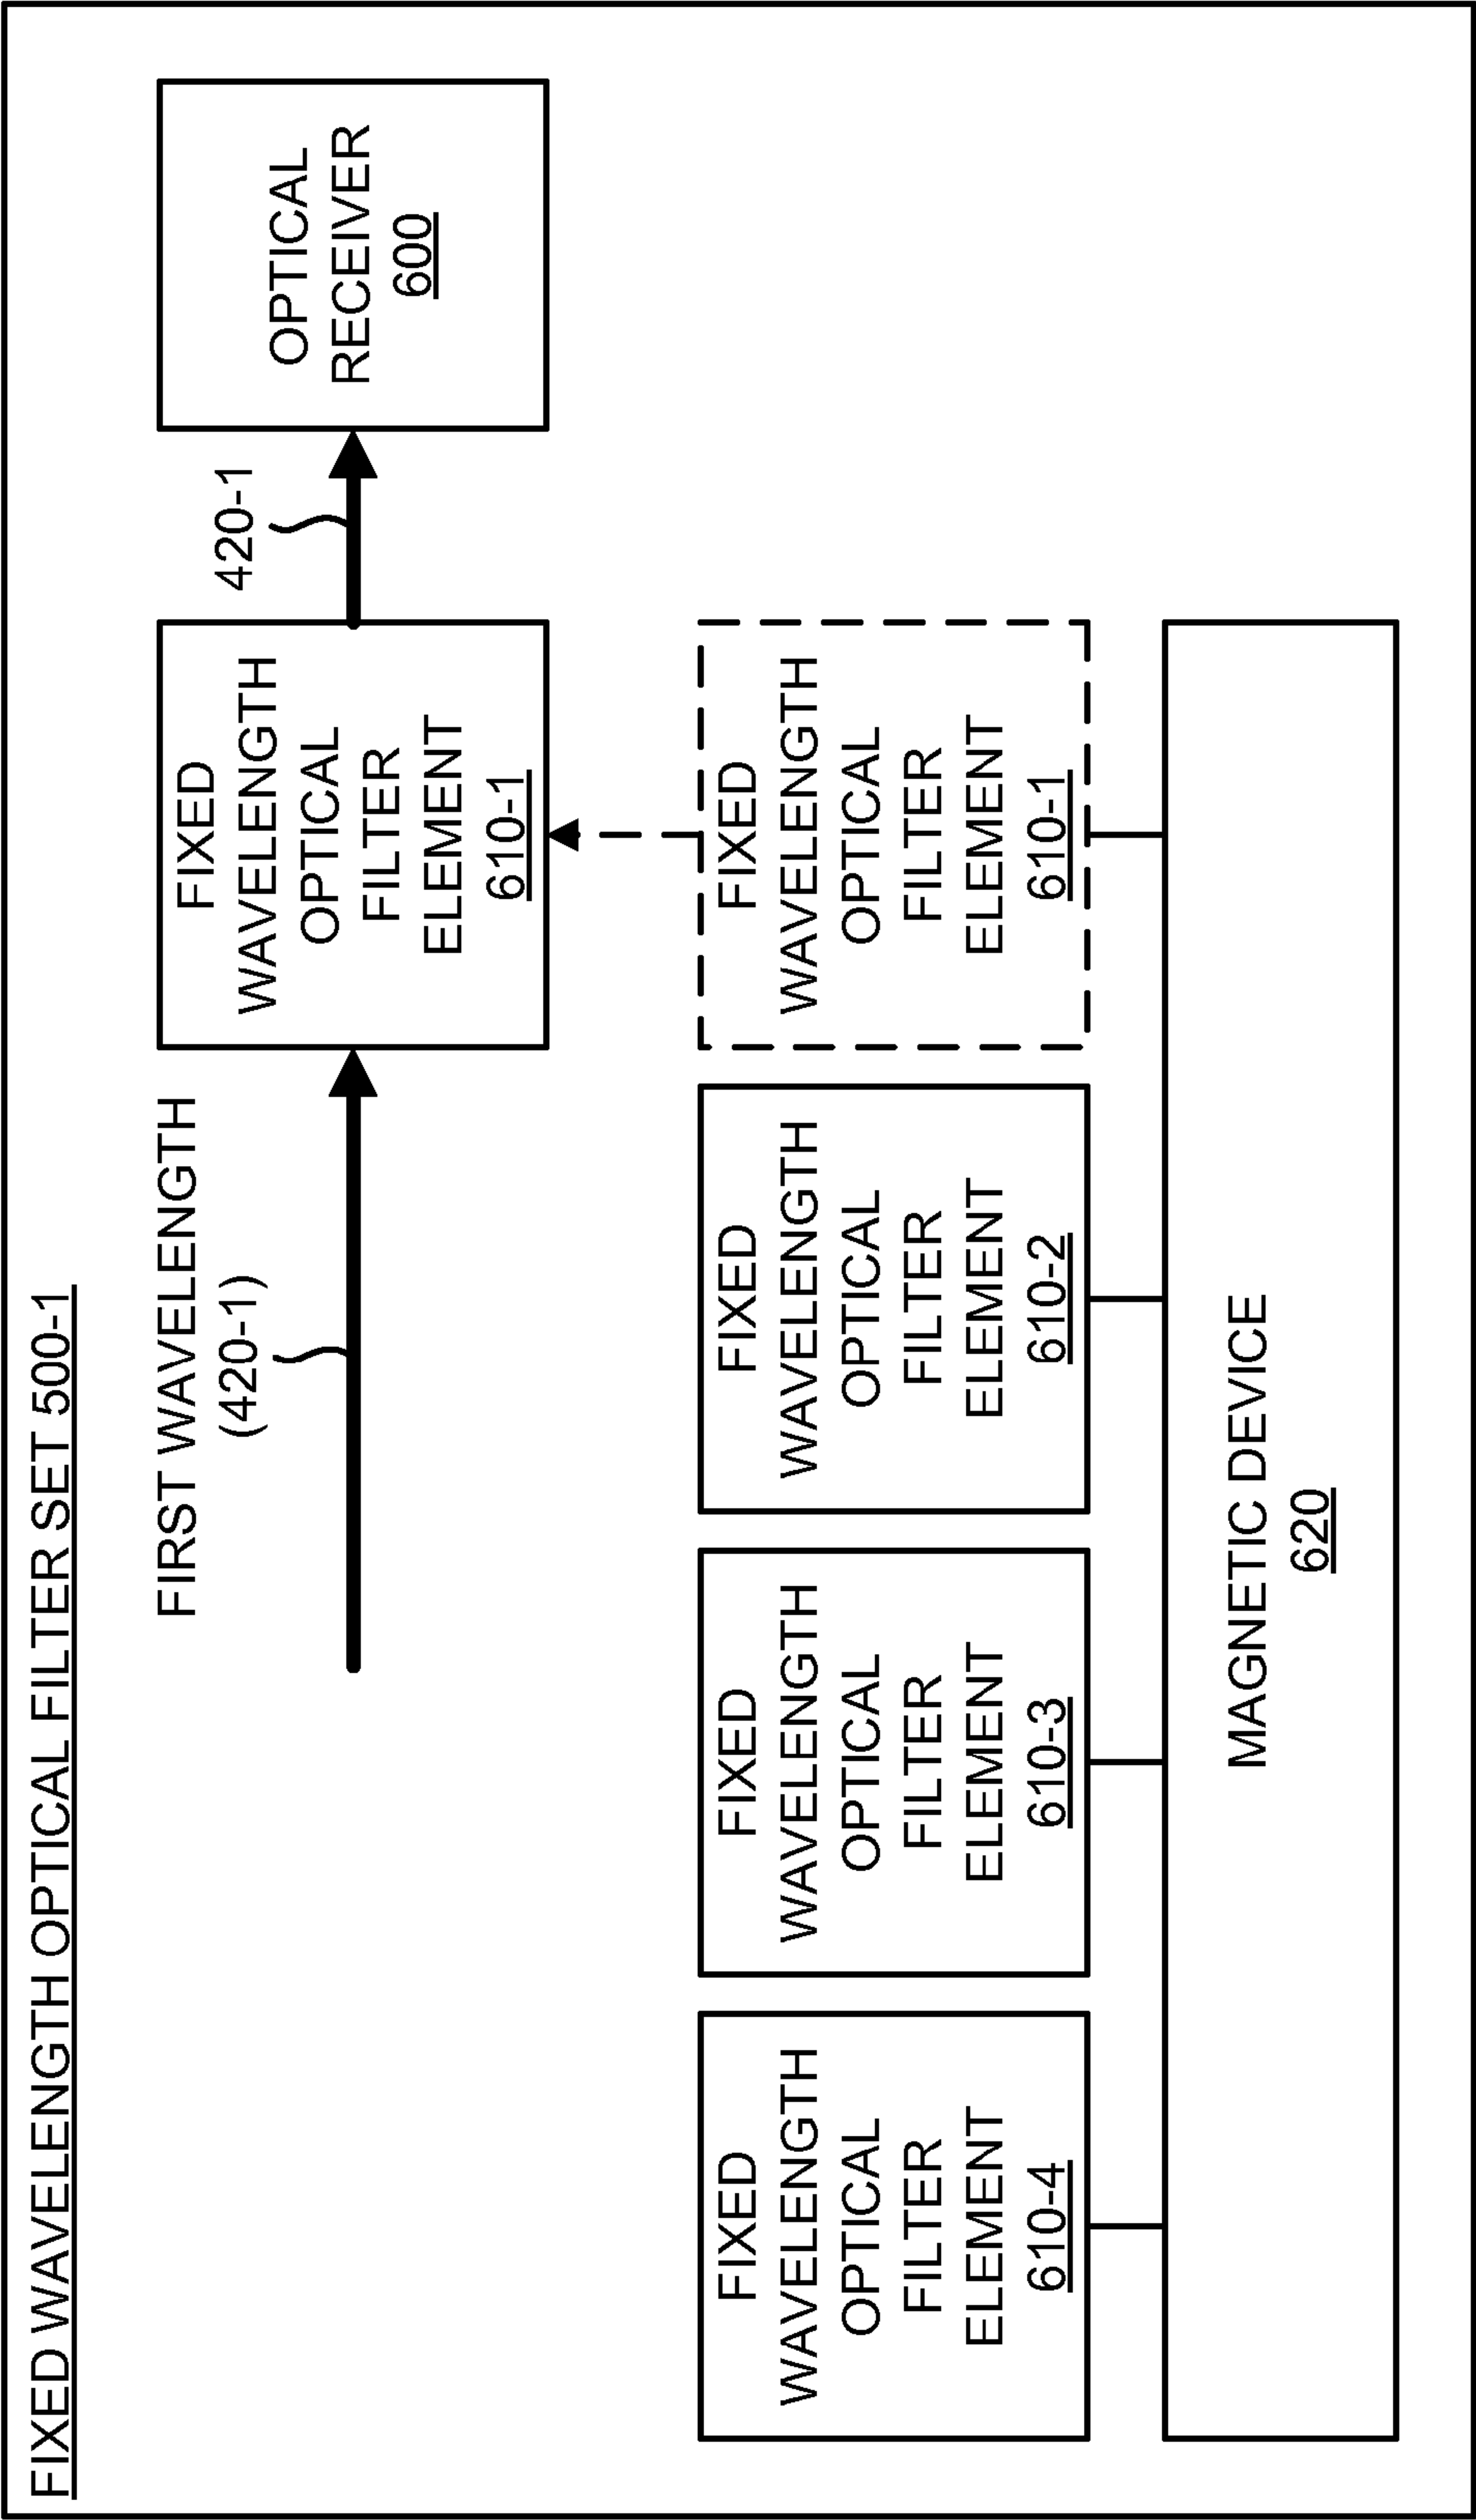 FIXED WAVELENGTH OPTICAL FILTER SET 500-1
FIRST WAVELENGTH
(420-1)
FIXED
WAVELENGTH
OPTICAL
FILTER
ELEMENT
610-1
420-1
OPTICAL
RECEIVER
600
FIXED
WAVELENGTH
OPTICAL
FILTER
ELEMENT
610-4
FIXED
WAVELENGTH
OPTICAL
FILTER
ELEMENT
610-3
FIXED
WAVELENGTH
OPTICAL
FILTER
ELEMENT
610-2
FIXED
WAVELENGTH
OPTICAL
FILTER
ELEMENT
610-1
MAGNETIC DEVICE
620